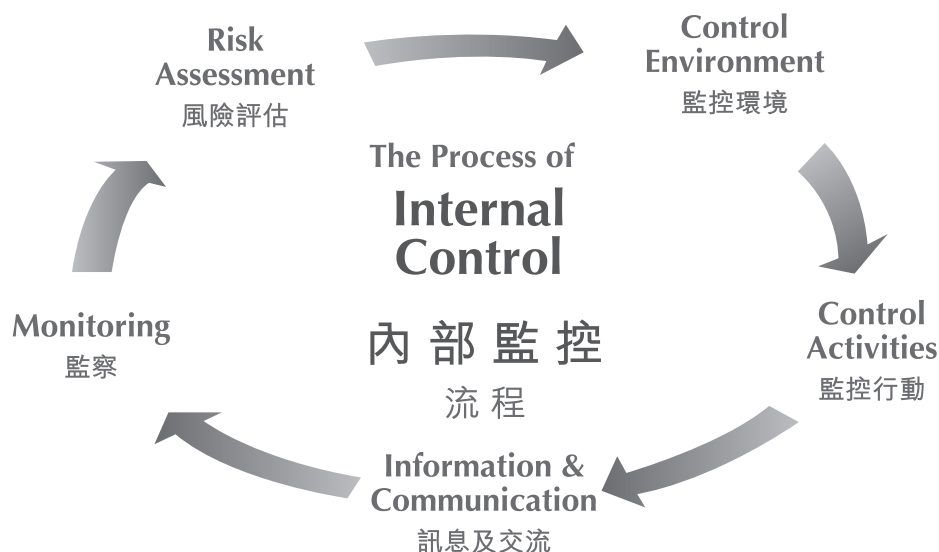 Risk
Assessment
風險評估
Control
Environment
監控環境
The Process of
Internal
Control
內部監控
流程
Control
Activities
監控行動
Information &
Communication
訊息及交流
Monitoring
監察